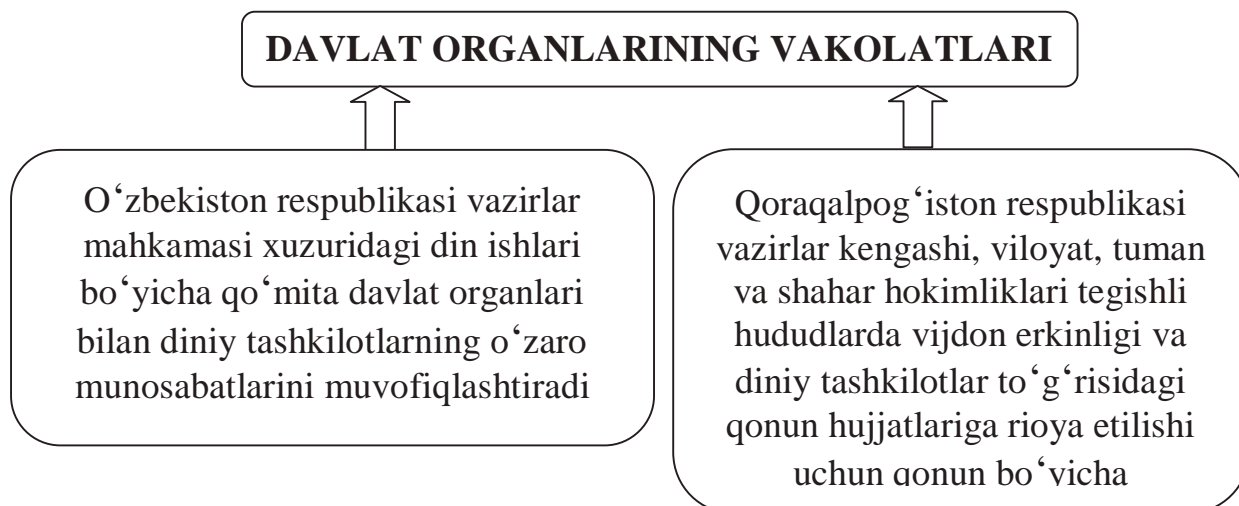 DAVLAT ORGANLARINING VAKOLATLARI
O‘zbekiston respublikasi vazirlar
mahkamasi xuzuridagi din ishlari
bo‘yicha qo‘mita davlat organlari
bilan diniy tashkilotlarning o‘zaro
munosabatlarini muvofiqlashtiradi
Qoraqalpog‘iston respublikasi
vazirlar kengashi, viloyat, tuman
va shahar hokimliklari tegishli
hududlarda vijdon erkinligi va
diniy tashkilotlar to‘g‘risidagi
qonun hujjatlariga rioya etilishi
uchun qonun bo‘yicha